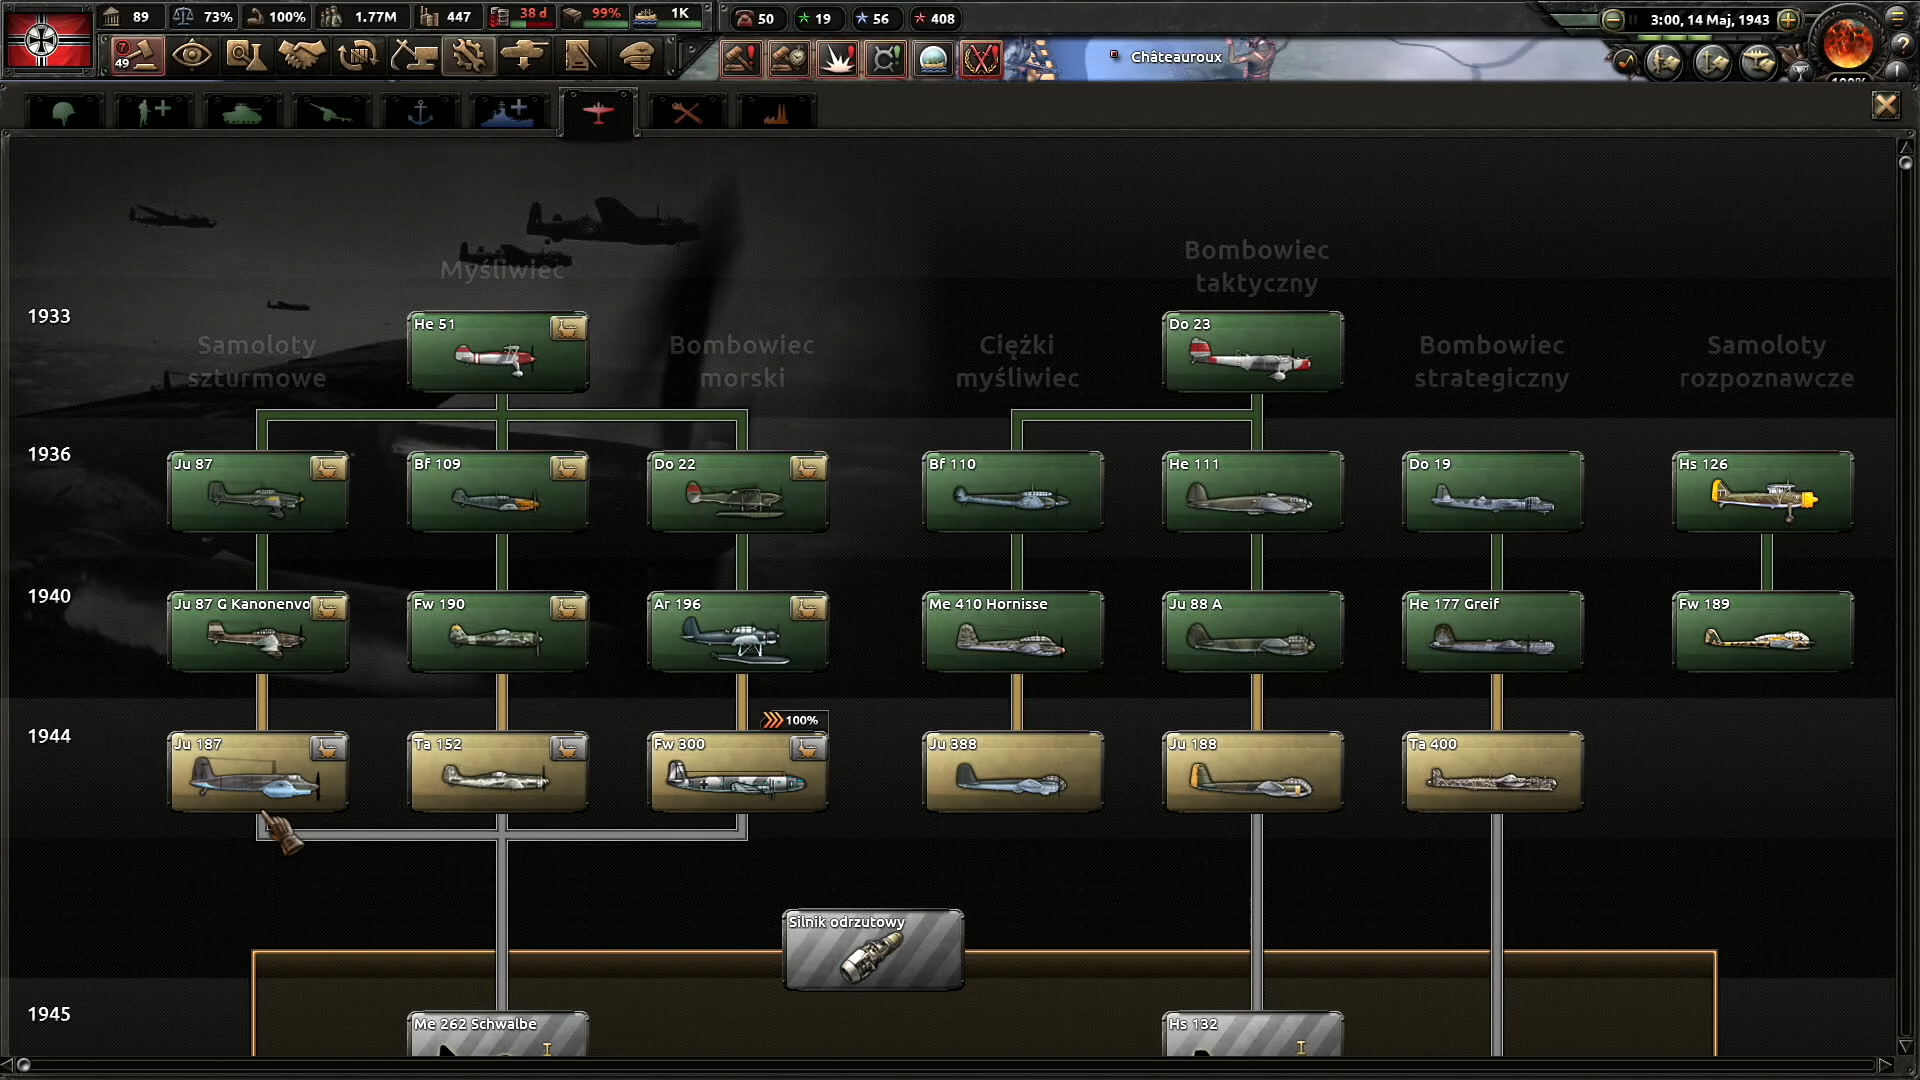 89
73%
100%
1.77M
447
38 d
99%
1K
50
19
56
408
3:00, 14 Maj, 1943
7
49
Châteauroux
100%
Myśliwiec
Bombowiec
taktyczny
1933
He 51
Do 23
Samoloty
szturmowe
Bombowiec
morski
Ciężki
myśliwiec
Bombowiec
strategiczny
Samoloty
rozpoznawcze
1936
Ju 87
Bf 109
Do 22
Bf 110
He 111
Do 19
Hs 126
1940
Ju 87 G Kanonenvo
Fw 190
Ar 196
Me 410 Hornisse
Ju 88 A
He 177 Greif
Fw 189
100%
1944
Ju 187
Ta 152
Fw 300
Ju 388
Ju 188
Ta 400
Silnik odrzutowy
1945
Me 262 Schwalbe
I
Hs 132
I